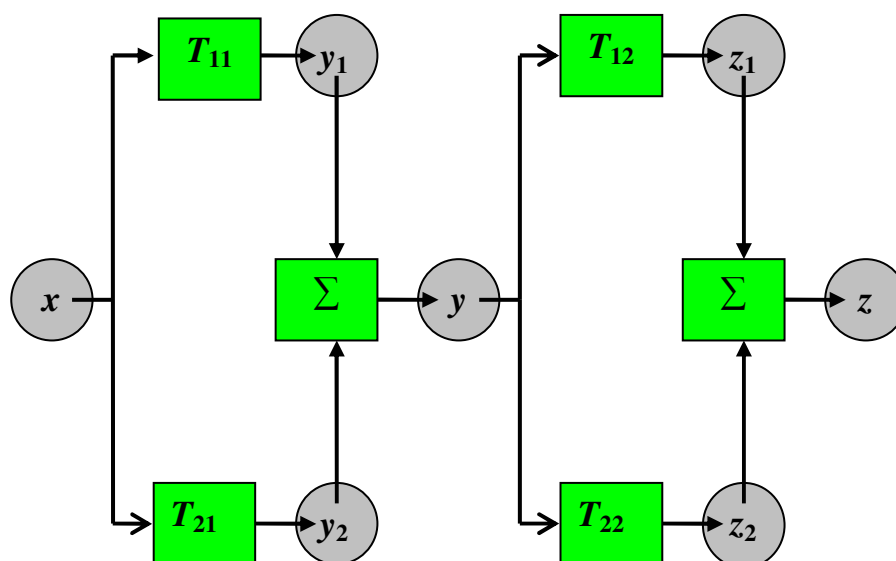 T₁₁ y₁ T₁₂ z₁
x ∑ y ∑ z
T₂₁ y₂ T₂₂ z₂